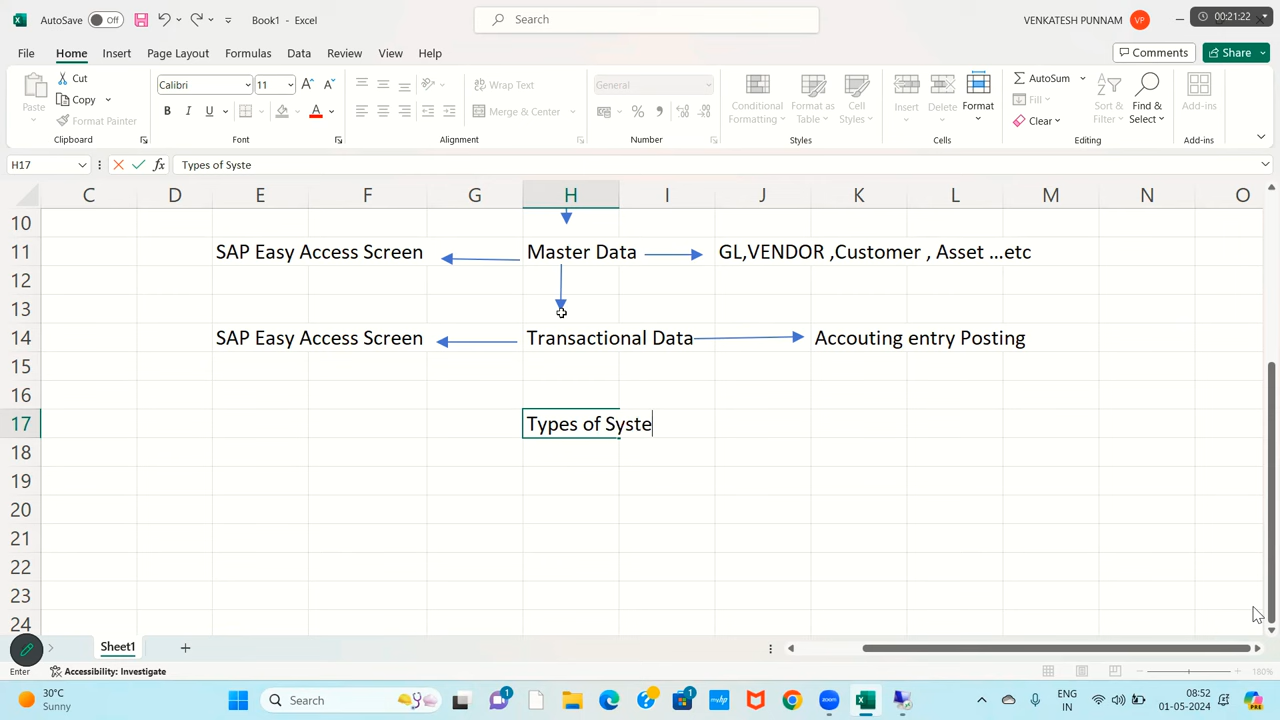 AutoSave Off Book1 - Excel Search VENKATESH PUNNAM VP 00:21:22
File Home Insert Page Layout Formulas Data Review View Help Comments Share
Paste Cut Copy Format Painter Clipboard
Calibri 11 A A B I U A Font
Wrap Text Merge & Center Alignment
General % , Number
Conditional Formatting Format as Table Cell Styles Styles
Insert Delete Format Cells
AutoSum Fill Clear Sort & Filter Find & Select Editing
Add-ins Add-ins
H17 fx Types of Syste
C D E F G H I J K L M N O
10
11 SAP Easy Access Screen Master Data GL,VENDOR ,Customer , Asset ...etc
12
13
14 SAP Easy Access Screen Transactional Data Accouting entry Posting
15
16
17 Types of Syste
18
19
20
21
22
23
24
Sheet1
Enter Accessibility: Investigate 180%
30°C Sunny Search 1 1 zoom ENG IN 08:52 01-05-2024 PRE